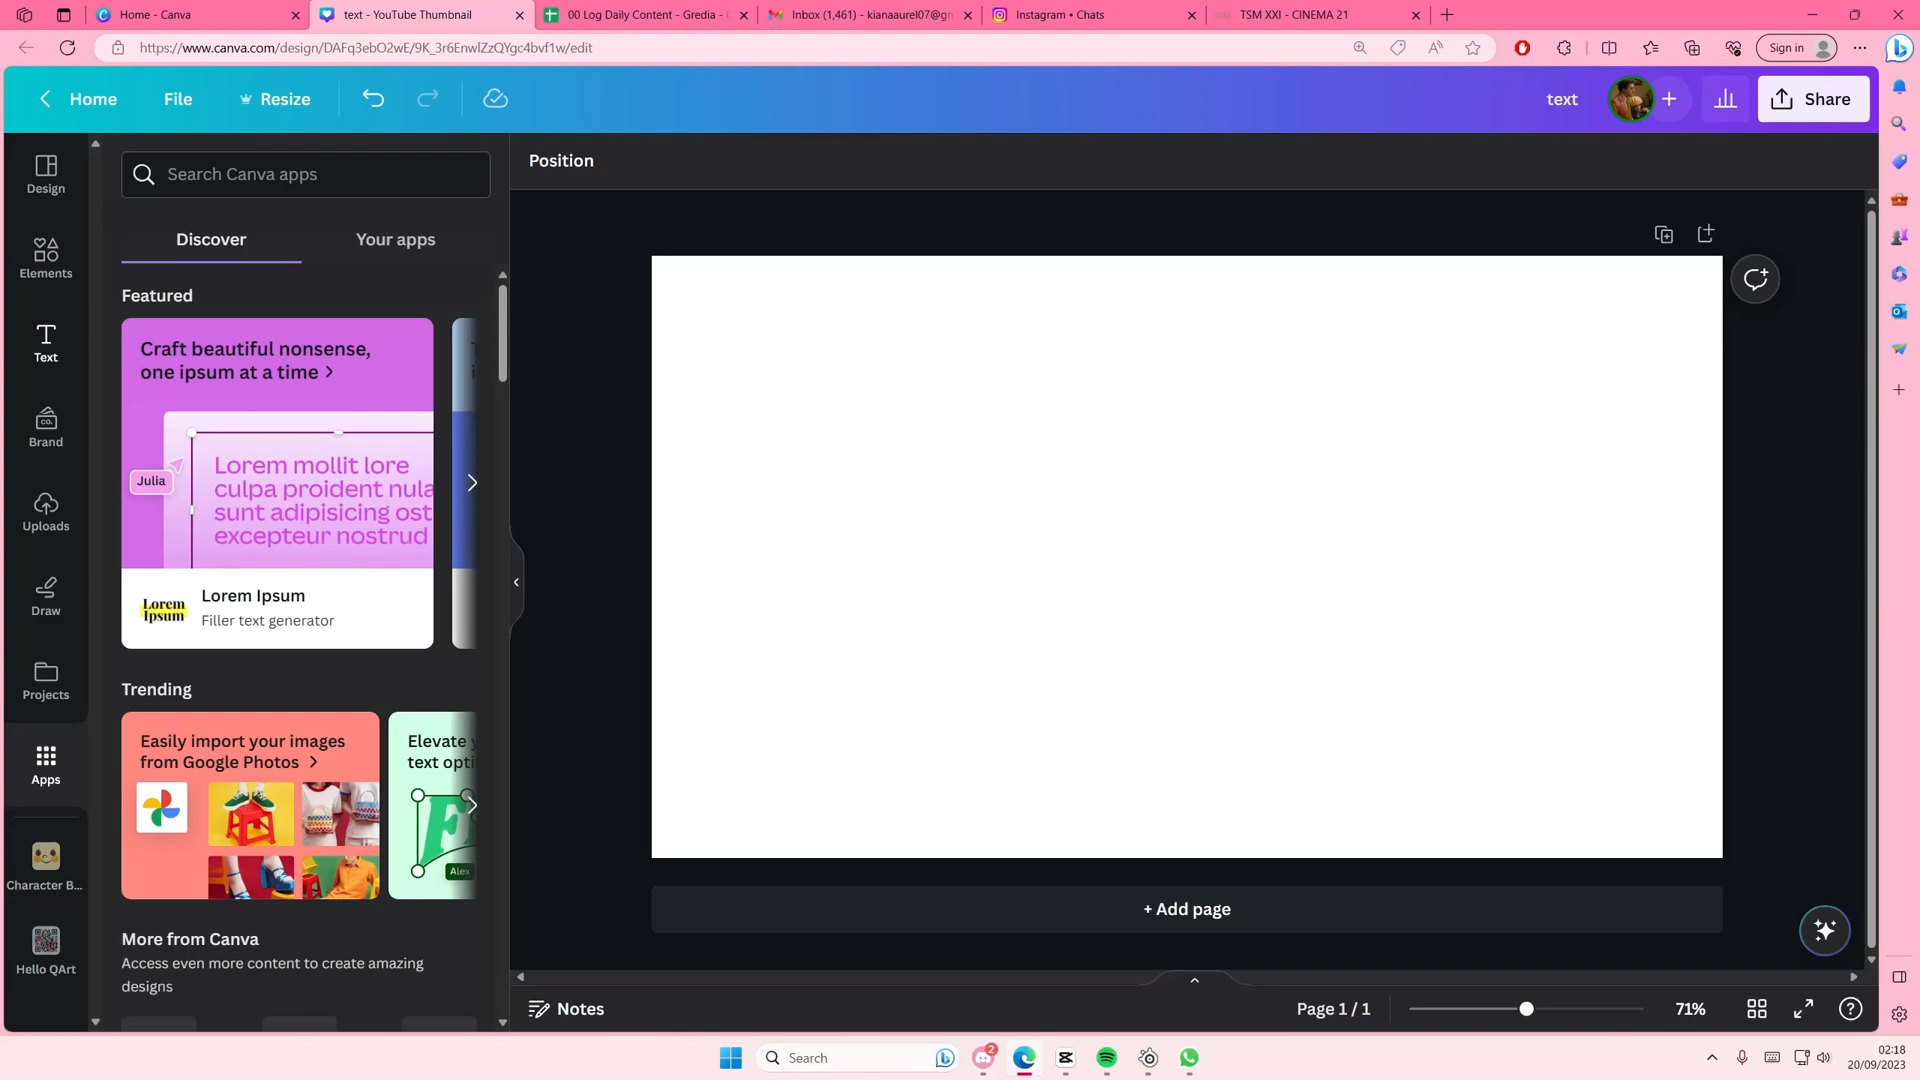 Home - Canva
text - YouTube Thumbnail
00 Log Daily Content - Gredia -
Inbox (1,461) - kianaaurel07@gr
Instagram • Chats
TSM XXI - CINEMA 21
https://www.canva.com/design/DAFq3ebO2wE/9K_3r6EnwlZzQYgc4bvf1w/edit
Sign in
Home
File
Resize
text
Share
Design
Elements
Text
Brand
Uploads
Draw
Projects
Apps
Character B...
Hello QArt
Search Canva apps
Discover
Your apps
Featured
Craft beautiful nonsense,
one ipsum at a time >
Julia
Lorem mollit lore
culpa proident nula
sunt adipisicing ost
excepteur nostrud
Lorem
Ipsum
Lorem Ipsum
Filler text generator
Trending
Easily import your images
from Google Photos >
Elevate
text opti
Alex
More from Canva
Access even more content to create amazing
designs
Position
+ Add page
Notes
Page 1 / 1
71%
Search
2
02:18
20/09/2023